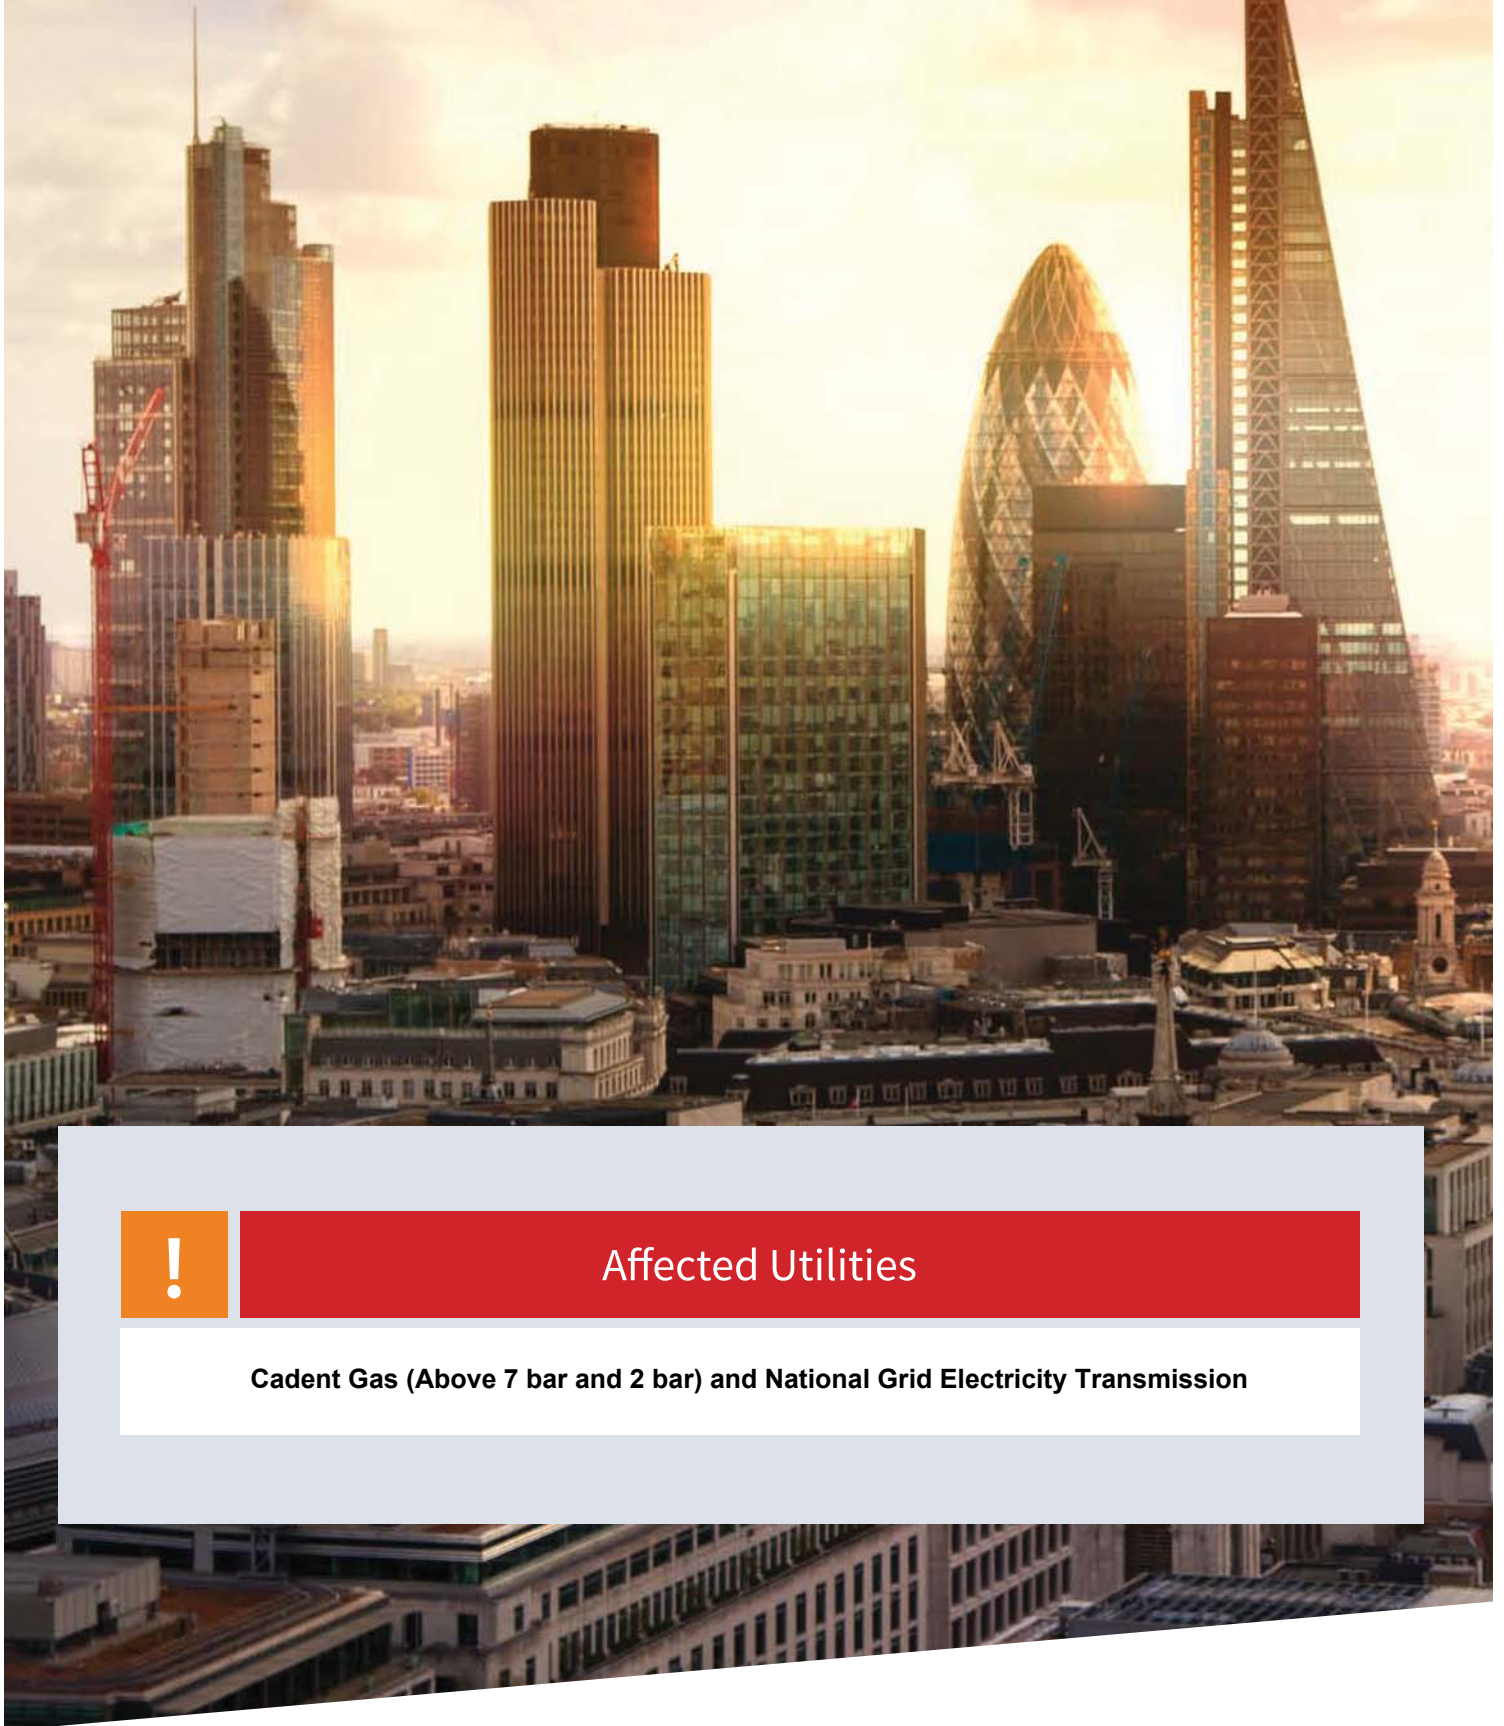 !
Affected Utilities
Cadent Gas (Above 7 bar and 2 bar) and National Grid Electricity Transmission